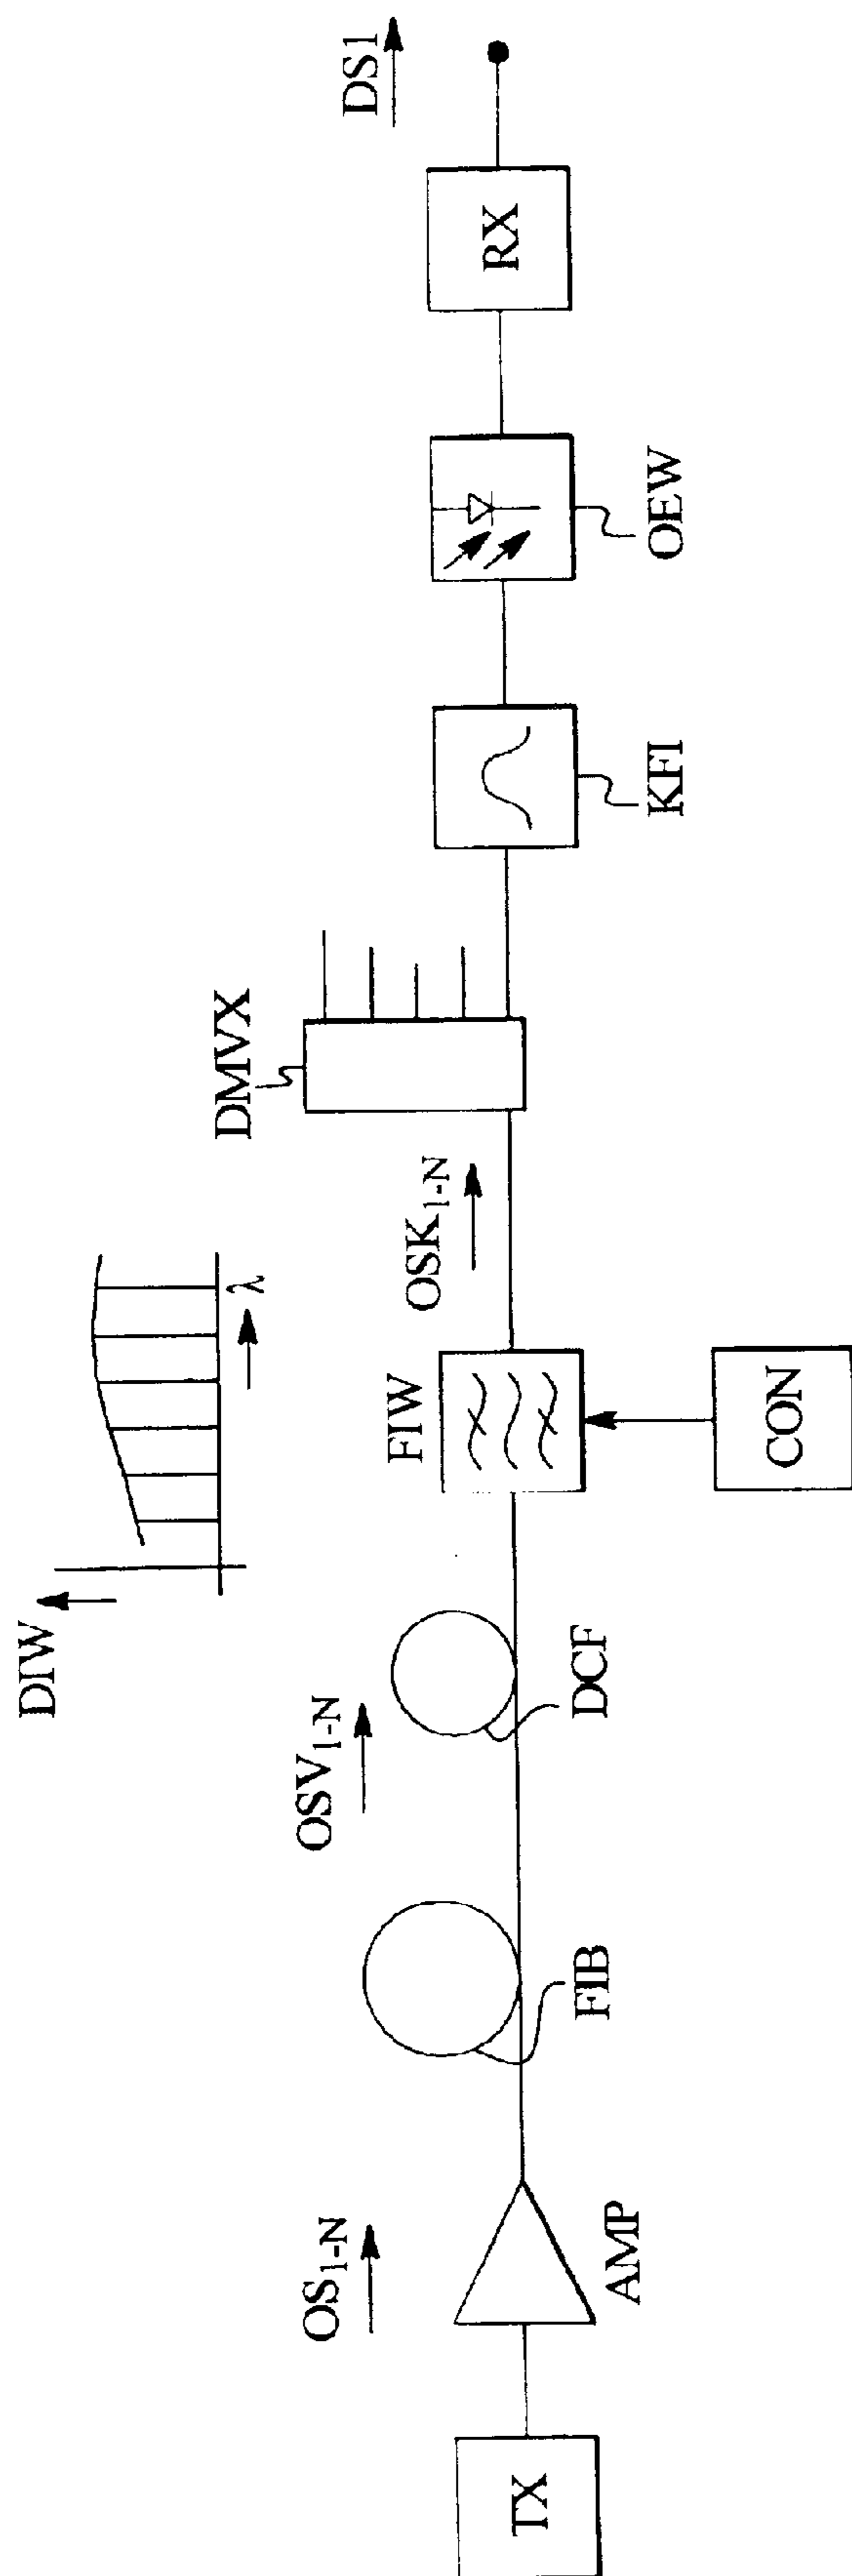 TX
OS1-N
AMP
FIB
OSV1-N
DCF
DIW
λ
FIW
CON
OSK1-N
DMVX
KFI
OEW
RX
DS1